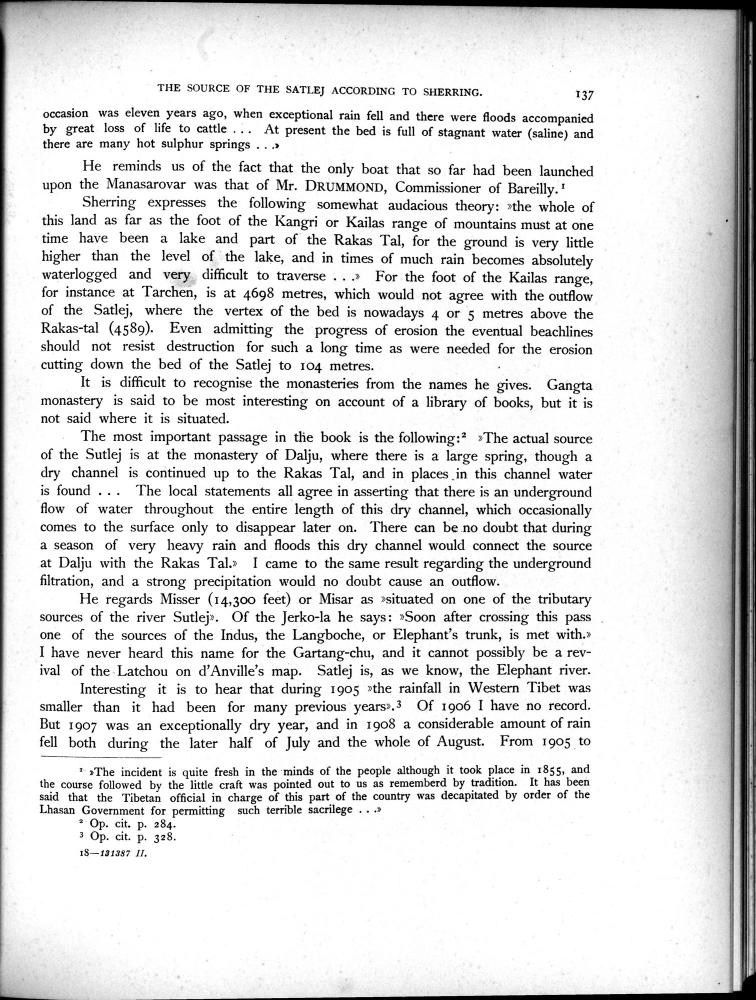 THE SOURCE OF THE SATLEJ ACCORDING TO SHERRING.
137
occasion was eleven years ago, when exceptional rain fell and there were floods accompanied
by great loss of life to cattle ... At present the bed is full of stagnant water (saline) and
there are many hot sulphur springs ...»
He reminds us of the fact that the only boat that so far had been launched
upon the Manasarovar was that of Mr. DRUMMOND, Commissioner of Bareilly.¹
Sherring expresses the following somewhat audacious theory: »the whole of
this land as far as the foot of the Kangri or Kailas range of mountains must at one
time have been a lake and part of the Rakas Tal, for the ground is very little
higher than the level of the lake, and in times of much rain becomes absolutely
waterlogged and very difficult to traverse ...» For the foot of the Kailas range,
for instance at Tarchen, is at 4698 metres, which would not agree with the outflow
of the Satlej, where the vertex of the bed is nowadays 4 or 5 metres above the
Rakas-tal (4589). Even admitting the progress of erosion the eventual beachlines
should not resist destruction for such a long time as were needed for the erosion
cutting down the bed of the Satlej to 104 metres.
It is difficult to recognise the monasteries from the names he gives. Gangta
monastery is said to be most interesting on account of a library of books, but it is
not said where it is situated.
The most important passage in the book is the following:² »The actual source
of the Sutlej is at the monastery of Dalju, where there is a large spring, though a
dry channel is continued up to the Rakas Tal, and in places in this channel water
is found ... The local statements all agree in asserting that there is an underground
flow of water throughout the entire length of this dry channel, which occasionally
comes to the surface only to disappear later on. There can be no doubt that during
a season of very heavy rain and floods this dry channel would connect the source
at Dalju with the Rakas Tal.» I came to the same result regarding the underground
filtration, and a strong precipitation would no doubt cause an outflow.
He regards Misser (14,300 feet) or Misar as »situated on one of the tributary
sources of the river Sutlej». Of the Jerko-la he says: »Soon after crossing this pass
one of the sources of the Indus, the Langboche, or Elephant's trunk, is met with.»
I have never heard this name for the Gartang-chu, and it cannot possibly be a rev-
ival of the Latchou on d'Anville's map. Satlej is, as we know, the Elephant river.
Interesting it is to hear that during 1905 »the rainfall in Western Tibet was
smaller than it had been for many previous years».³ Of 1906 I have no record.
But 1907 was an exceptionally dry year, and in 1908 a considerable amount of rain
fell both during the later half of July and the whole of August. From 1905 to
¹ »The incident is quite fresh in the minds of the people although it took place in 1855, and
the course followed by the little craft was pointed out to us as rememberd by tradition. It has been
said that the Tibetan official in charge of this part of the country was decapitated by order of the
Lhasan Government for permitting such terrible sacrilege ...»
² Op. cit. p. 284.
³ Op. cit. p. 328.
18—131387 II.